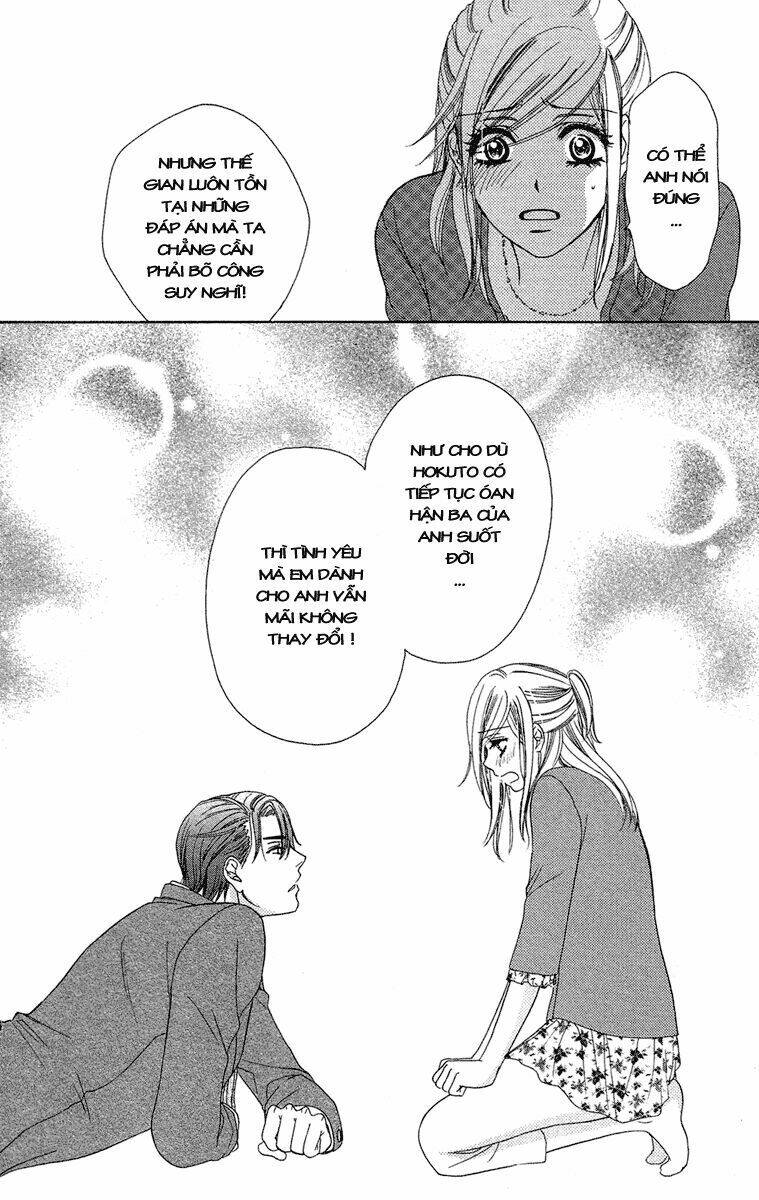 CÓ THỂ
ANH NÓI
ĐÚNG
...
NHƯNG THẾ
GIAN LUÔN TỒN
TẠI NHỮNG
ĐÁP ÁN MÀ TA
CHẲNG CẦN
PHẢI BỎ CÔNG
SUY NGHĨ!
NHƯ CHO DÙ
HOKUTO CÓ
TIẾP TỤC ÓAN
HẬN BA CỦA
ANH SUỐT
ĐỜI
...
THÌ TÌNH YÊU
MÀ EM DÀNH
CHO ANH VẪN
MÃI KHÔNG
THAY ĐỔI !